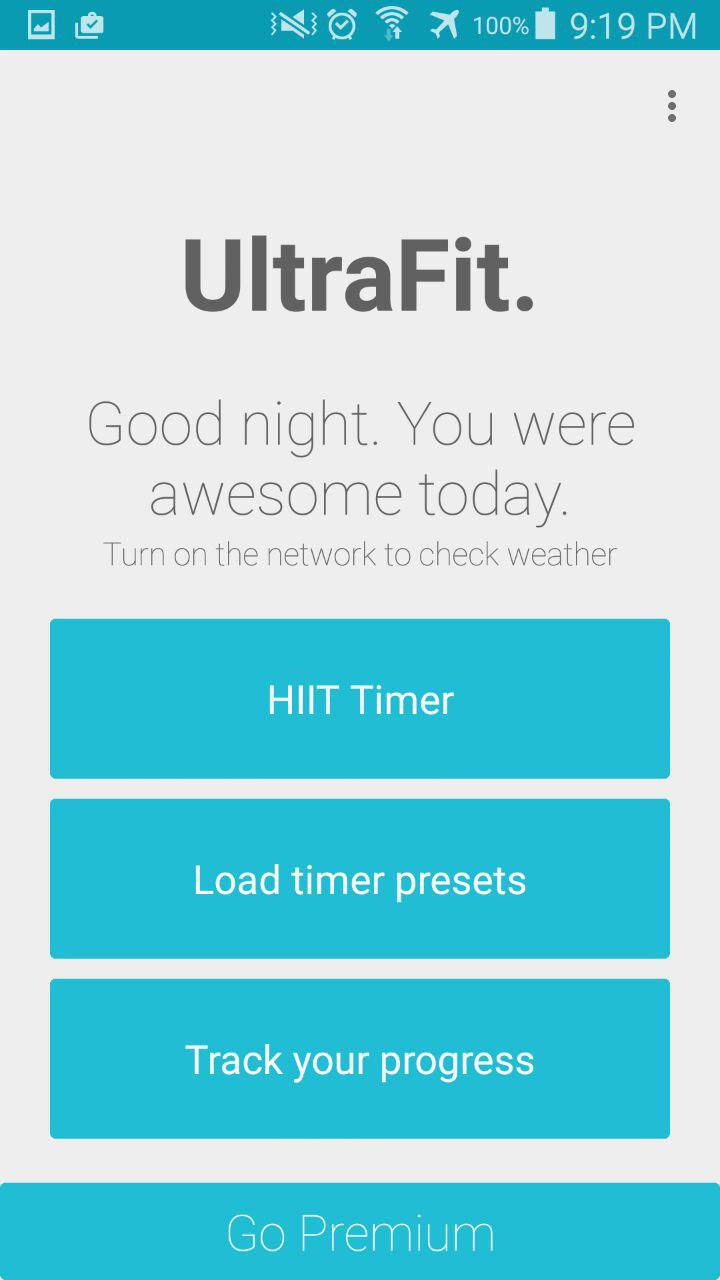 100% 9:19 PM
UltraFit.
Good night. You were
awesome today.
Turn on the network to check weather
HIIT Timer
Load timer presets
Track your progress
Go Premium